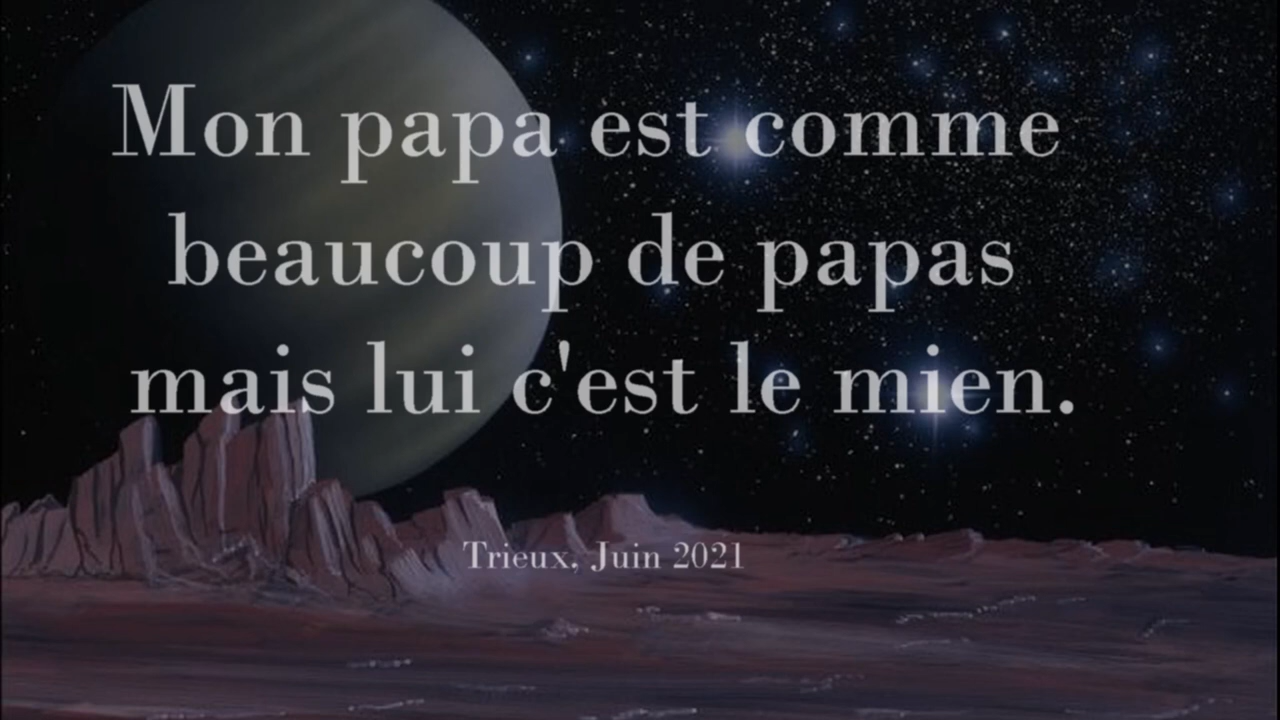 Mon papa est comme
beaucoup de papas
mais lui c'est le mien.
Trieux, Juin 2021